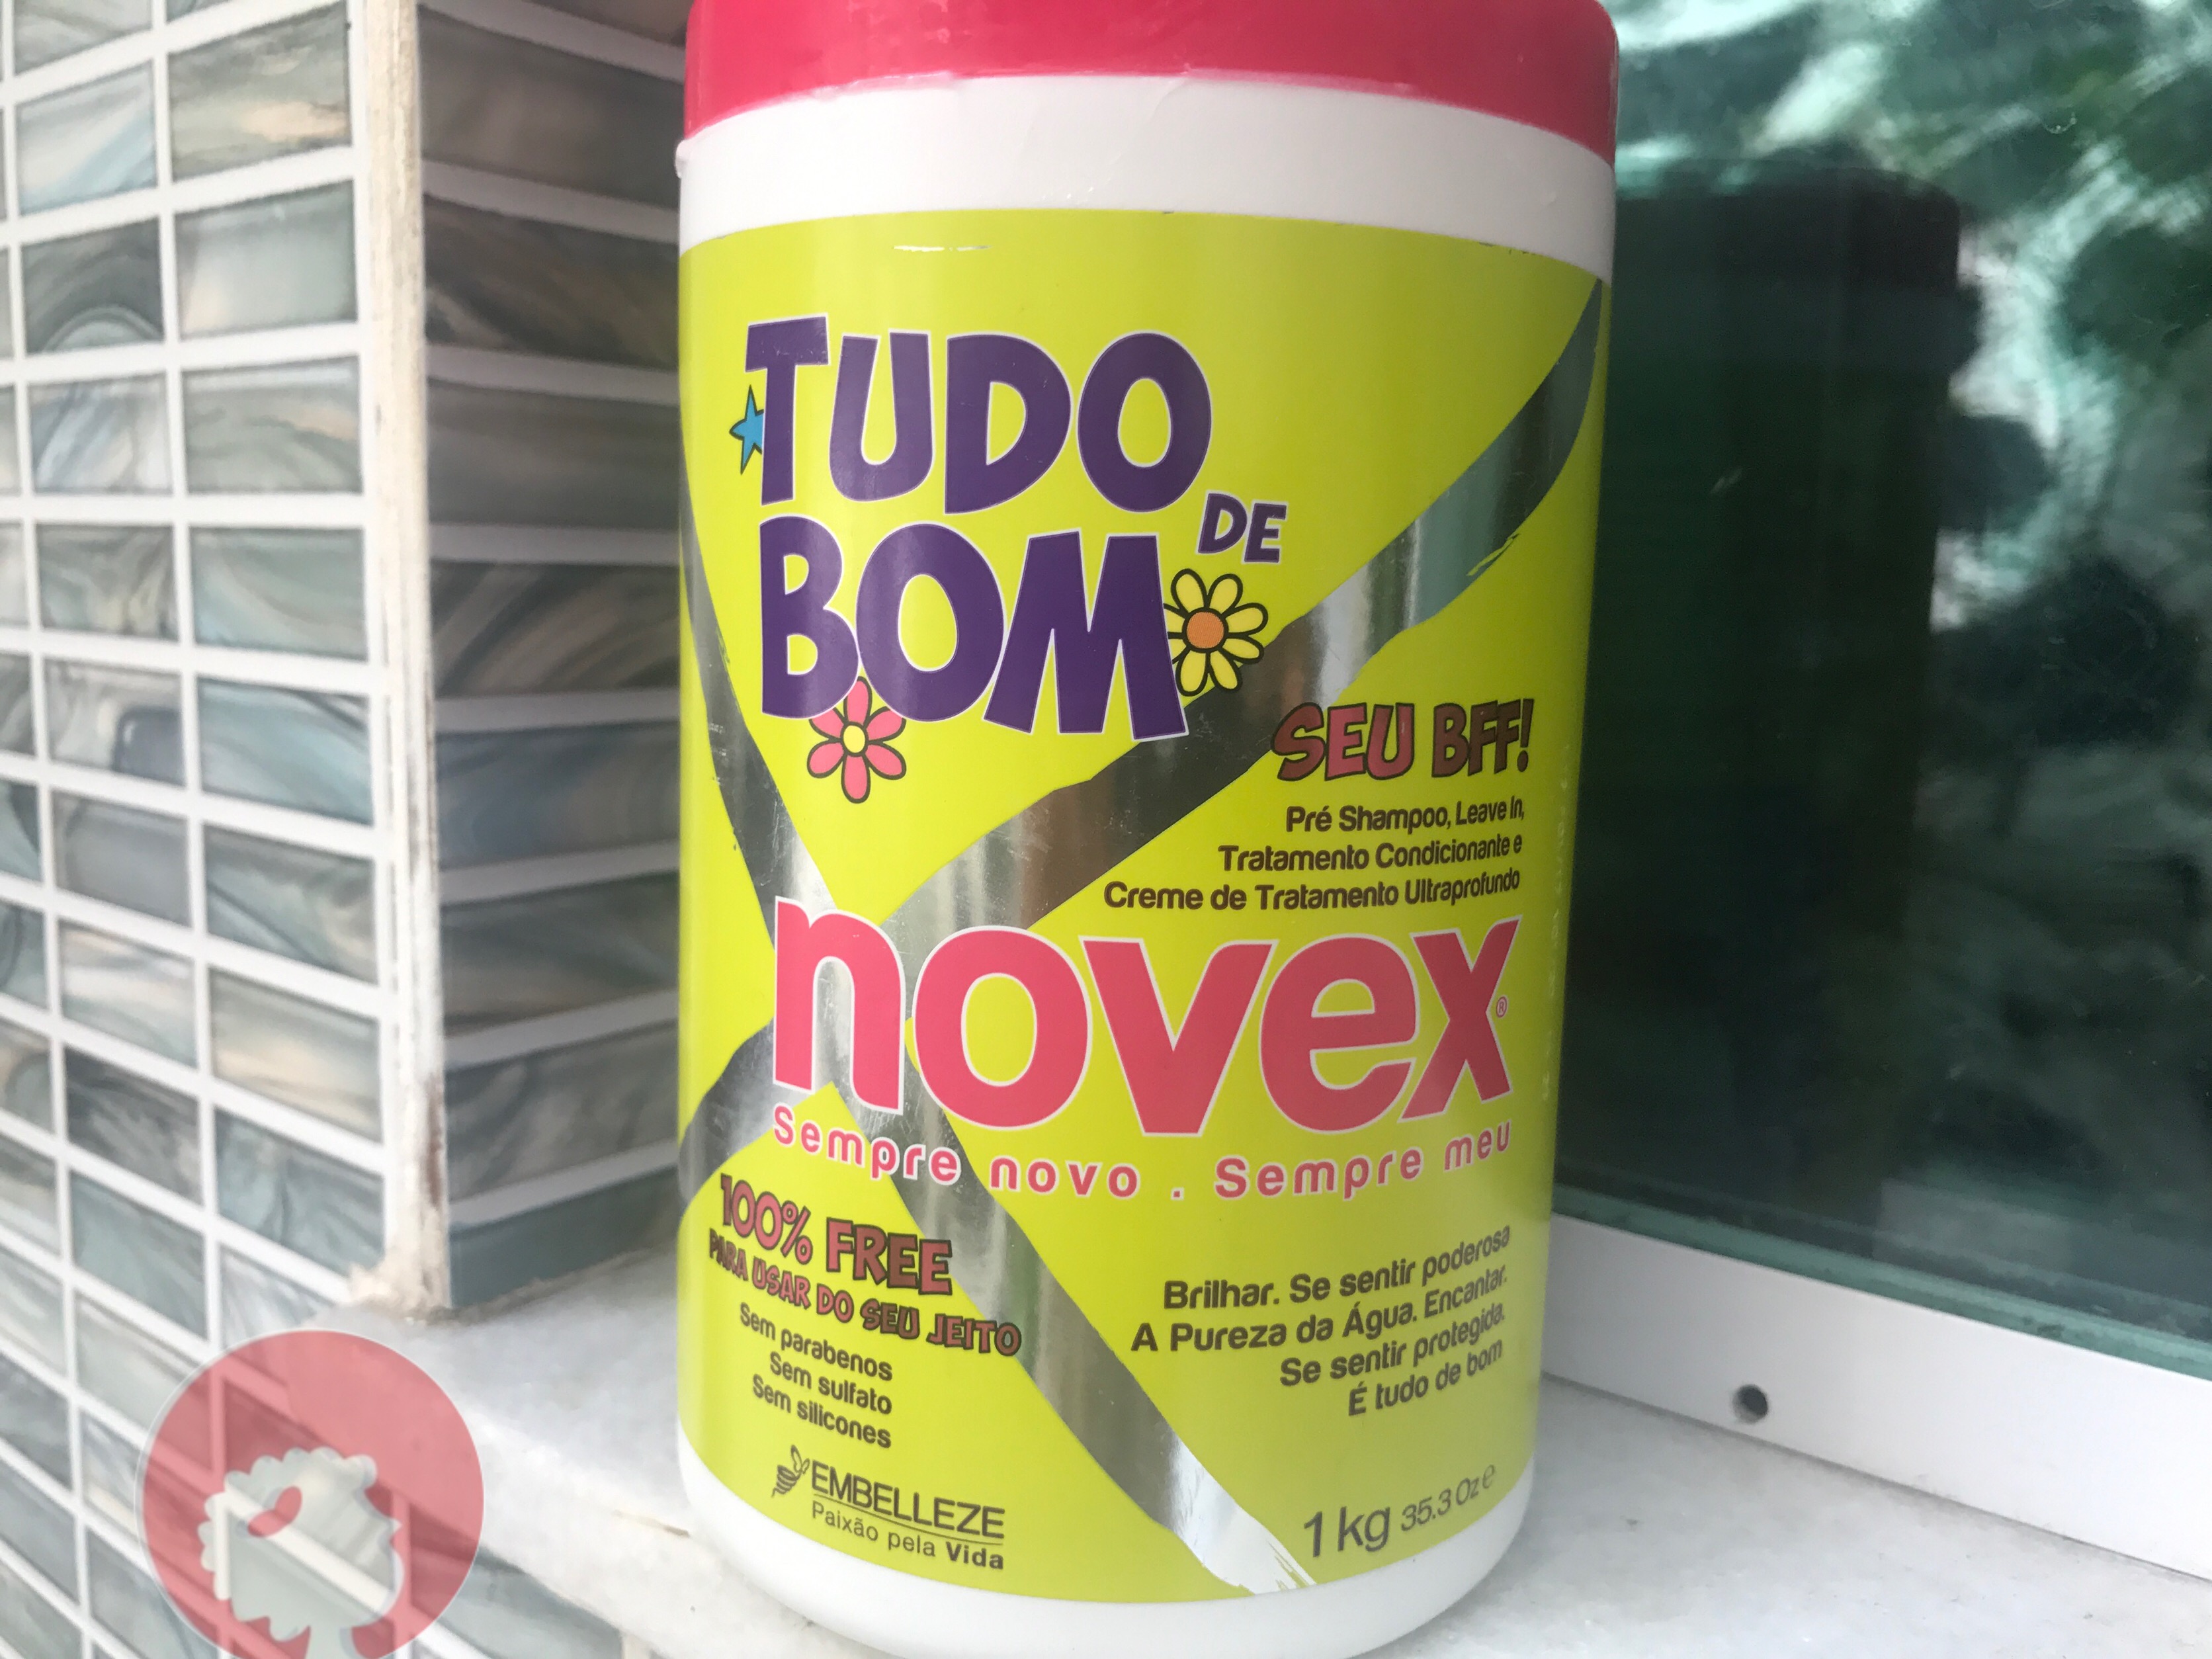 TUDO
DE
BOM
SEU BFF!
Pré Shampoo, Leave In,
Tratamento Condicionante e
Creme de Tratamento Ultraprofundo
novex®
Sempre novo . Sempre meu
100% FREE
PARA USAR DO SEU JEITO
Sem parabenos
Sem sulfato
Sem silicones
Brilhar. Se sentir poderosa
A Pureza da Água. Encantar.
Se sentir protegida.
É tudo de bom
EMBELLEZE
Paixão pela Vida
1 kg 35.3 Oz ℮